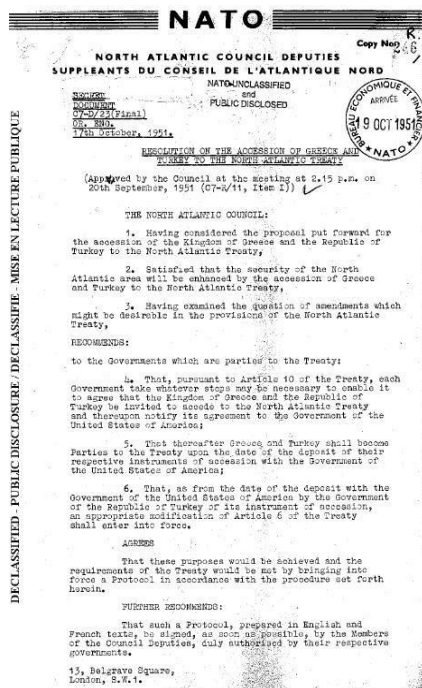 NATO
Copy No. 246
NORTH ATLANTIC COUNCIL DEPUTIES
SUPPLEANTS DU CONSEIL DE L'ATLANTIQUE NORD
NATO UNCLASSIFIED
and
PUBLIC DISCLOSED
SECRET
DOCUMENT
C7-D/23(Final)
OR. ENG.
17th October, 1951.
BUREAU ECONOMIQUE ET
ARRIVÉE
19 OCT 1951
NATO
RESOLUTION ON THE ACCESSION OF GREECE AND
TURKEY TO THE NORTH ATLANTIC TREATY
(Approved by the Council at the meeting at 2.15 p.m. on
20th September, 1951 (C7-R/11, Item I))
THE NORTH ATLANTIC COUNCIL:
1. Having considered the proposal put forward for
the accession of the Kingdom of Greece and the Republic of
Turkey to the North Atlantic Treaty,
2. Satisfied that the security of the North
Atlantic area will be enhanced by the accession of Greece
and Turkey to the North Atlantic Treaty,
3. Having examined the question of amendments which
might be desirable in the provisions of the North Atlantic
Treaty,
RECOMMENDS:
to the Governments which are parties to the Treaty:
4. That, pursuant to Article 10 of the Treaty, each
Government take whatever steps may be necessary to enable it
to agree that the Kingdom of Greece and the Republic of
Turkey be invited to accede to the North Atlantic Treaty
and thereupon notify its agreement to the Government of the
United States of America;
5. That thereafter Greece and Turkey shall become
Parties to the Treaty upon the date of the deposit of their
respective instruments of accession with the Government of
the United States of America;
6. That, as from the date of the deposit with the
Government of the United States of America by the Government
of the Republic of Turkey of its instrument of accession,
an appropriate modification of Article 6 of the Treaty
shall enter into force.
AGREES
That these purposes would be achieved and the
requirements of the Treaty would be met by bringing into
force a Protocol in accordance with the procedure set forth
herein.
FURTHER RECOMMENDS:
That such a Protocol, prepared in English and
French texts, be signed, as soon as possible, by the Members
of the Council Deputies, duly authorised by their respective
governments.
13, Belgrave Square,
London, S.W.1.
DECLASSIFIED - PUBLIC DISCLOSURE / DECLASSIFIE - MISE EN LECTURE PUBLIQUE